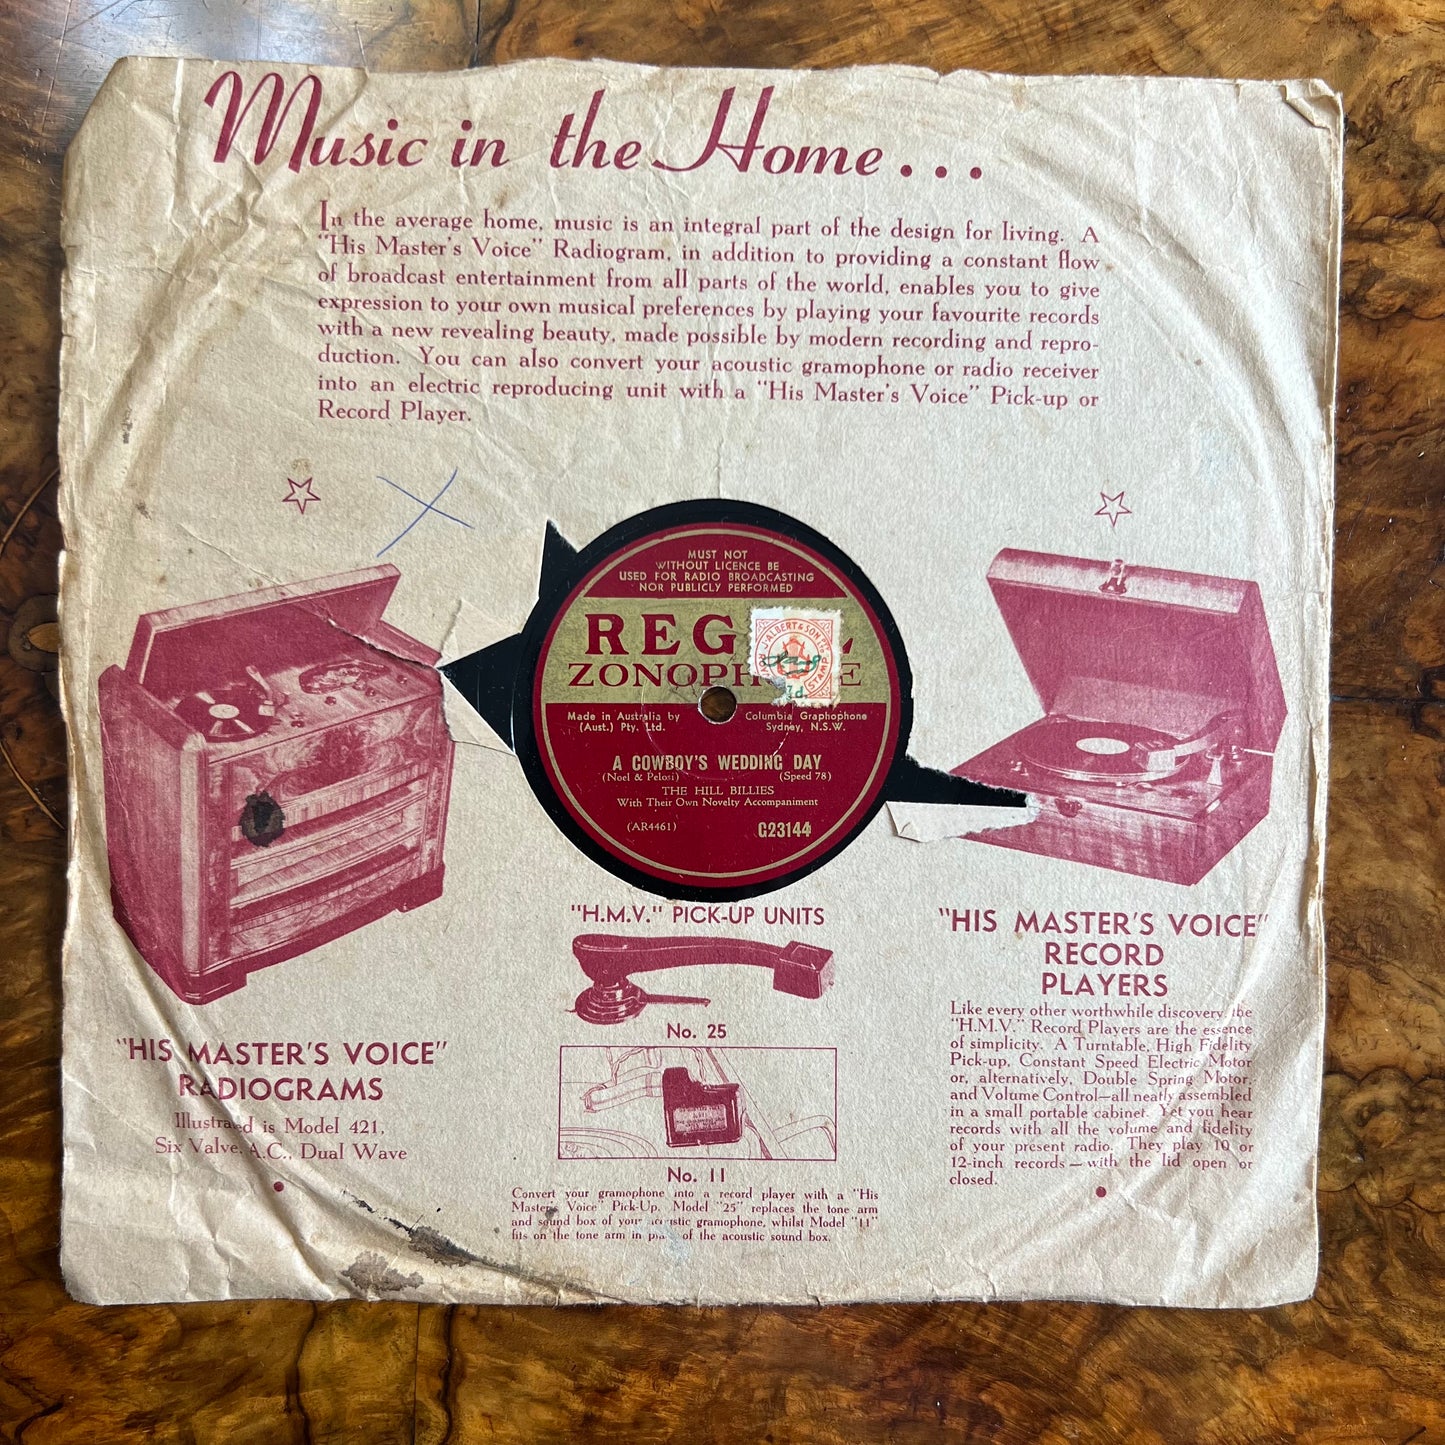 Music in the Home...
In the average home, music is an integral part of the design for living. A
"His Master's Voice" Radiogram, in addition to providing a constant flow
of broadcast entertainment from all parts of the world, enables you to give
expression to your own musical preferences by playing your favourite records
with a new revealing beauty, made possible by modern recording and repro-
duction. You can also convert your acoustic gramophone or radio receiver
into an electric reproducing unit with a "His Master's Voice" Pick-up or
Record Player.
MUST NOT
WITHOUT LICENCE BE
USED FOR RADIO BROADCASTING
NOR PUBLICLY PERFORMED
REG L
ZONOPH E
J. ALBERT & SON PTY LTD
STAMP
d.
Made in Australia by Columbia Graphophone
(Aust.) Pty. Ltd. Sydney, N.S.W.
A COWBOY'S WEDDING DAY
(Noel & Pelosi) (Speed 78)
THE HILL BILLIES
With Their Own Novelty Accompaniment
(AR4461) G23144
"HIS MASTER'S VOICE"
RADIOGRAMS
Illustra ed is Model 421,
Six Valve, A.C., Dual Wave
"H.M.V." PICK-UP UNITS
No. 25
No. 11
Convert your gramophone into a record player with a "His
Master's Voice" Pick-Up. Model "25" replaces the tone arm
and sound box of your acoustic gramophone, whilst Model "11"
fits on the tone arm in pla of the acoustic sound box.
"HIS MASTER'S VOICE"
RECORD
PLAYERS
Like every other worthwhile discovery, the
"H.M.V." Record Players are the essence
of simplicity. A Turntable, High Fidelity
Pick-up, Constant Speed Electric Motor
or, alternatively, Double Spring Motor,
and Volume Control—all neatly assembled
in a small portable cabinet. Yet you hear
records with all the volume and fidelity
of your present radio. They play 10 or
12-inch records—with the lid open or
closed.